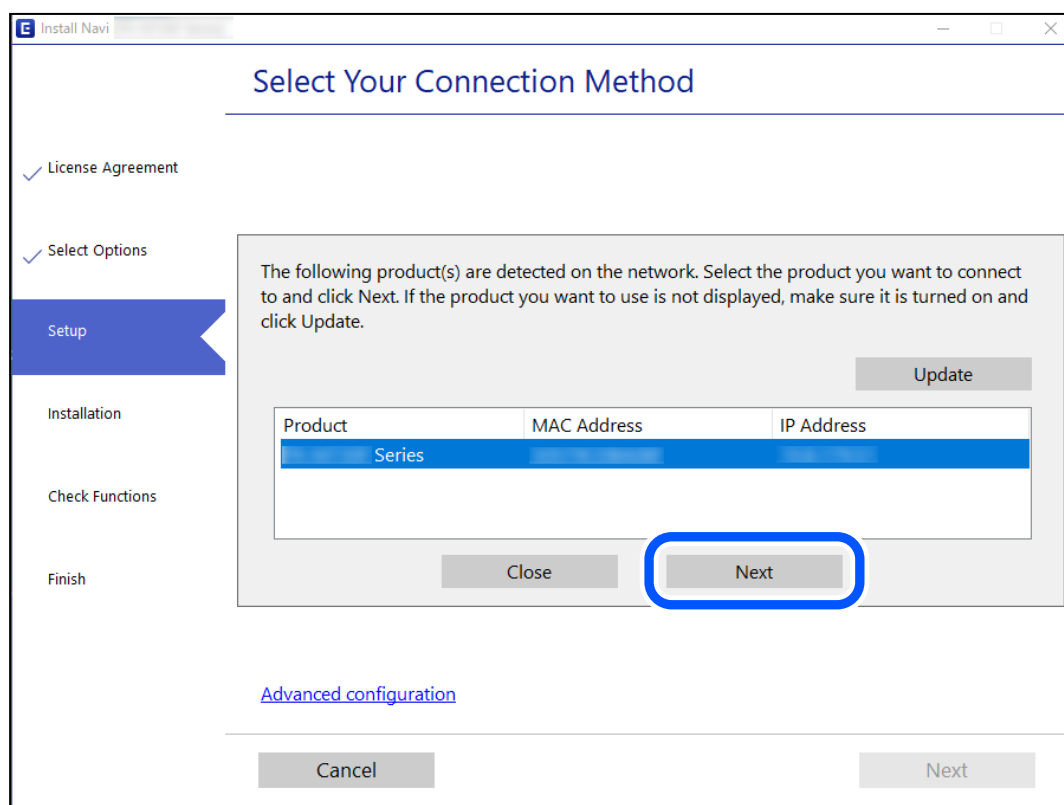 E Install Navi
Select Your Connection Method
License Agreement
Select Options
Setup
Installation
Check Functions
Finish
The following product(s) are detected on the network. Select the product you want to connect
to and click Next. If the product you want to use is not displayed, make sure it is turned on and
click Update.
Update
Product MAC Address IP Address
Series
Close Next
Advanced configuration
Cancel Next